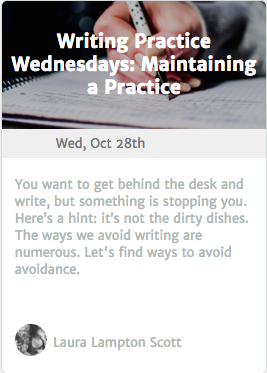 Writing Practice
Wednesdays: Maintaining
a Practice
Wed, Oct 28th
You want to get behind the desk and
write, but something is stopping you.
Here's a hint: it's not the dirty dishes.
The ways we avoid writing are
numerous. Let's find ways to avoid
avoidance.
Laura Lampton Scott